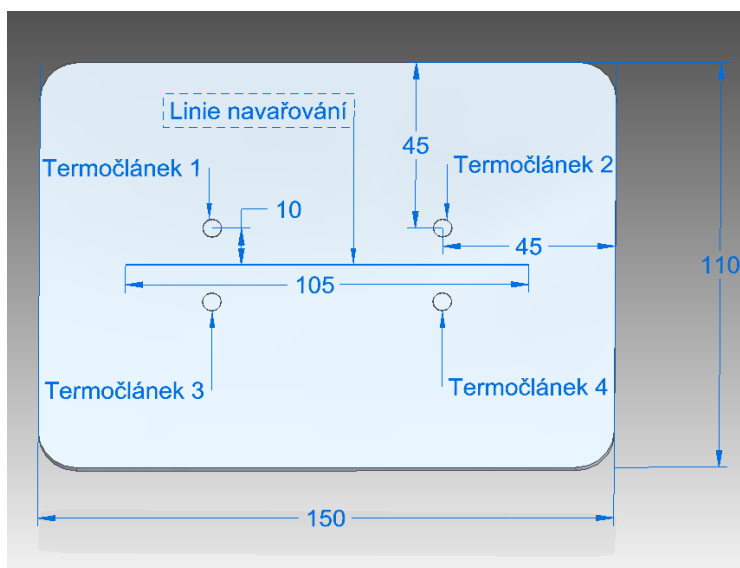 Linie navařování
45
Termočlánek 1
Termočlánek 2
10
45
110
105
Termočlánek 3
Termočlánek 4
150